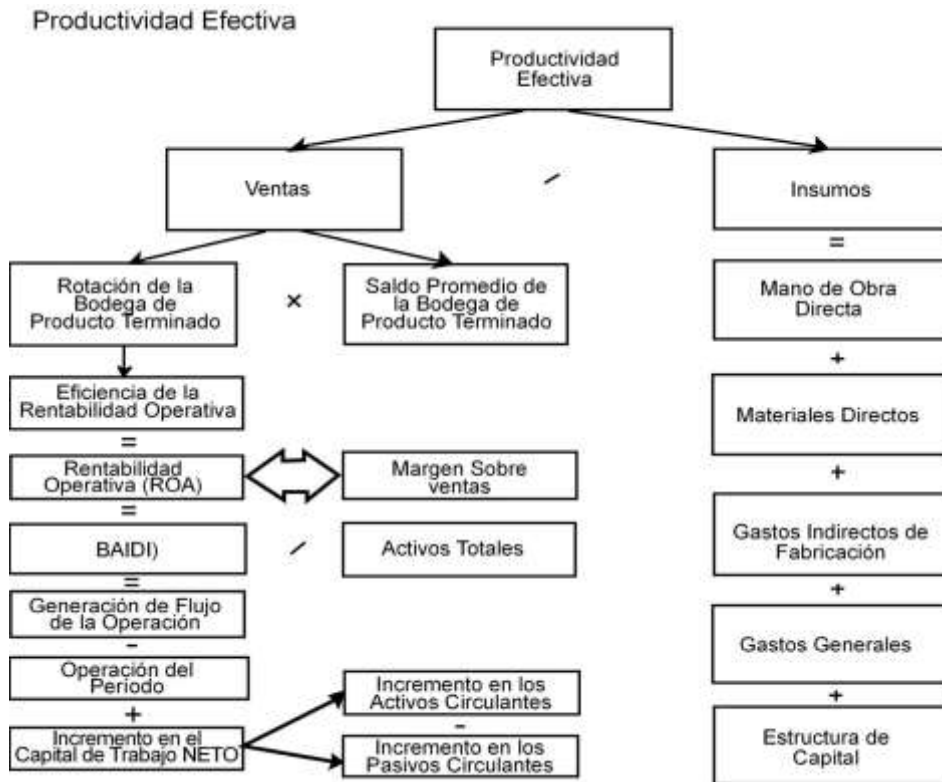 Productividad Efectiva
Productividad
Efectiva
Ventas
/
Insumos
=
Rotación de la
Bodega de
Producto Terminado
×
Saldo Promedio de
la Bodega de
Producto Terminado
Mano de Obra
Directa
+
Eficiencia de la
Rentabilidad Operativa
Materiales Directos
=
Rentabilidad
Operativa (ROA)
Margen Sobre
ventas
+
=
BAIDI)
/
Activos Totales
Gastos Indirectos de
Fabricación
=
+
Generación de Flujo
de la Operación
-
Gastos Generales
Operación del
Período
Incremento en los
Activos Circulantes
+
+
-
Incremento en el
Capital de Trabajo NETO
Incremento en los
Pasivos Circulantes
Estructura de
Capital